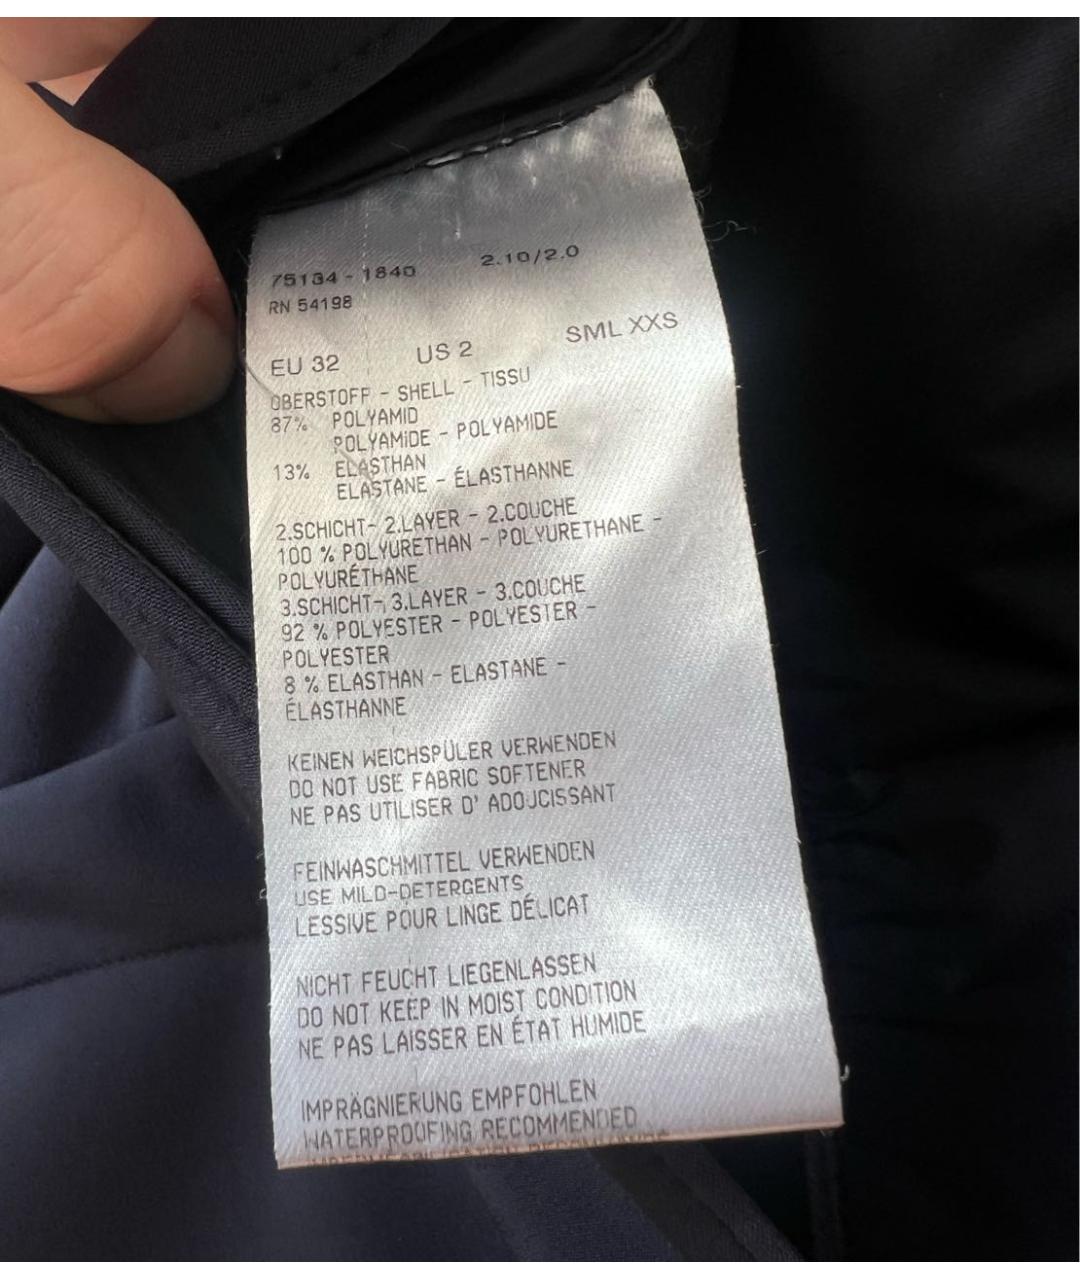 75134 - 1840 2.10/2.0
RN 54198
EU 32 US 2 SML XXS
OBERSTOFF - SHELL - TISSU
87% POLYAMID
POLYAMIDE - POLYAMIDE
13% ELASTHAN
ELASTANE - ÉLASTHANNE
2.SCHICHT- 2.LAYER - 2.COUCHE
100 % POLYURETHAN - POLYURETHANE -
POLYURÉTHANE
3.SCHICHT- 3.LAYER - 3.COUCHE
92 % POLYESTER - POLYESTER -
POLYESTER
8 % ELASTHAN - ELASTANE -
ÉLASTHANNE
KEINEN WEICHSPÜLER VERWENDEN
DO NOT USE FABRIC SOFTENER
NE PAS UTILISER D' ADOUCISSANT
FEINWASCHMITTEL VERWENDEN
USE MILD-DETERGENTS
LESSIVE POUR LINGE DÉLICAT
NICHT FEUCHT LIEGENLASSEN
DO NOT KEEP IN MOIST CONDITION
NE PAS LAISSER EN ÉTAT HUMIDE
IMPRÄGNIERUNG EMPFOHLEN
WATERPROOFING RECOMMENDED